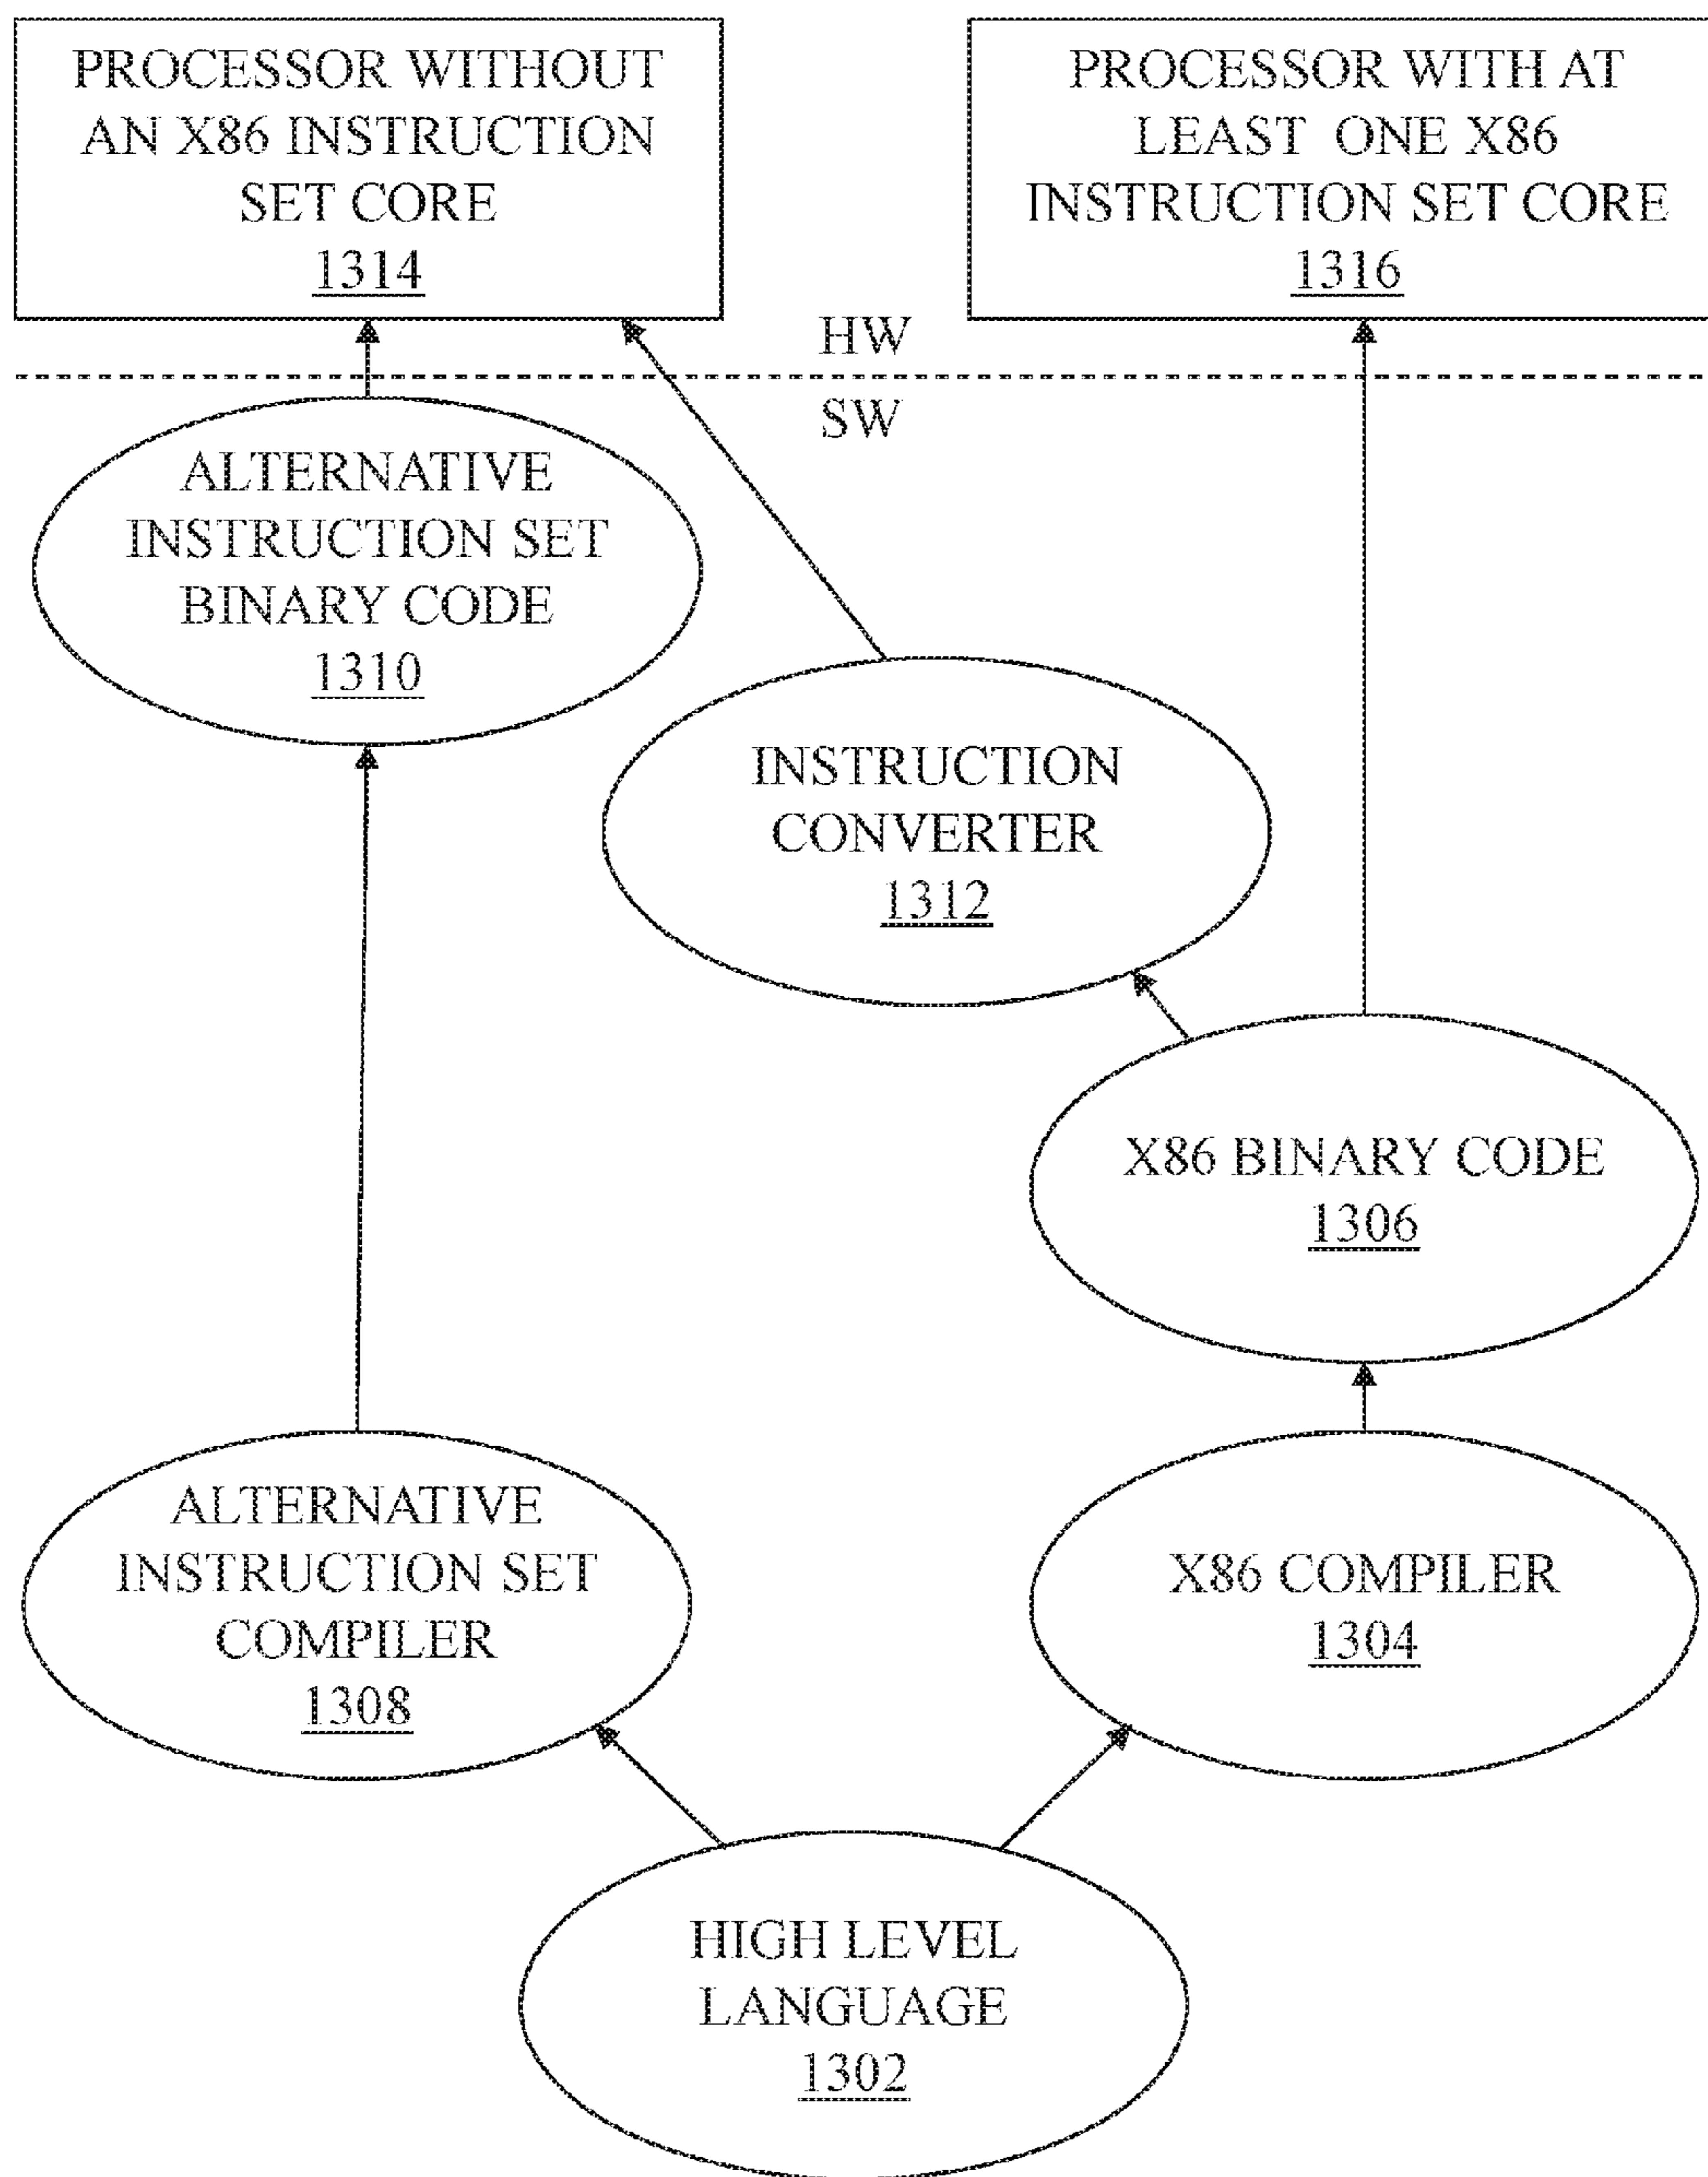 PROCESSOR WITHOUT
AN X86 INSTRUCTION
SET CORE
1314
PROCESSOR WITH AT
LEAST ONE X86
INSTRUCTION SET CORE
1316
HW
SW
ALTERNATIVE
INSTRUCTION SET
BINARY CODE
1310
INSTRUCTION
CONVERTER
1312
X86 BINARY CODE
1306
ALTERNATIVE
INSTRUCTION SET
COMPILER
1308
X86 COMPILER
1304
HIGH LEVEL
LANGUAGE
1302